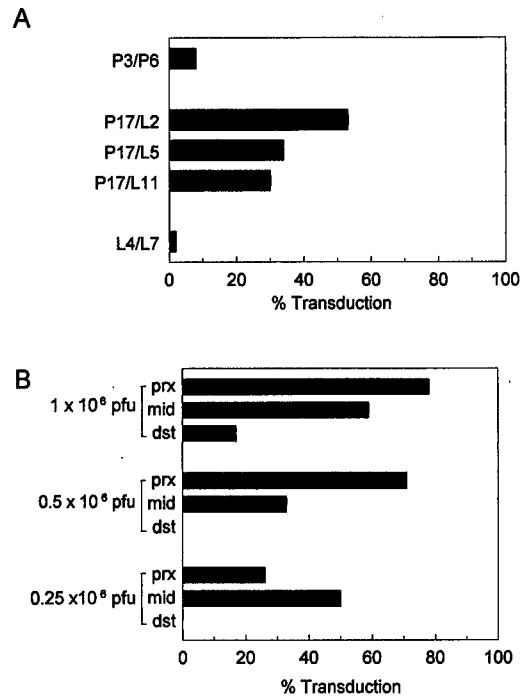 A
P3/P6
P17/L2
P17/L5
P17/L11
L4/L7
0 20 40 60 80 100
% Transduction
B
prx
1 x 10⁶ pfu mid
dst
prx
0.5 x 10⁶ pfu mid
dst
prx
0.25 x10⁶ pfu mid
dst
0 20 40 60 80 100
% Transduction